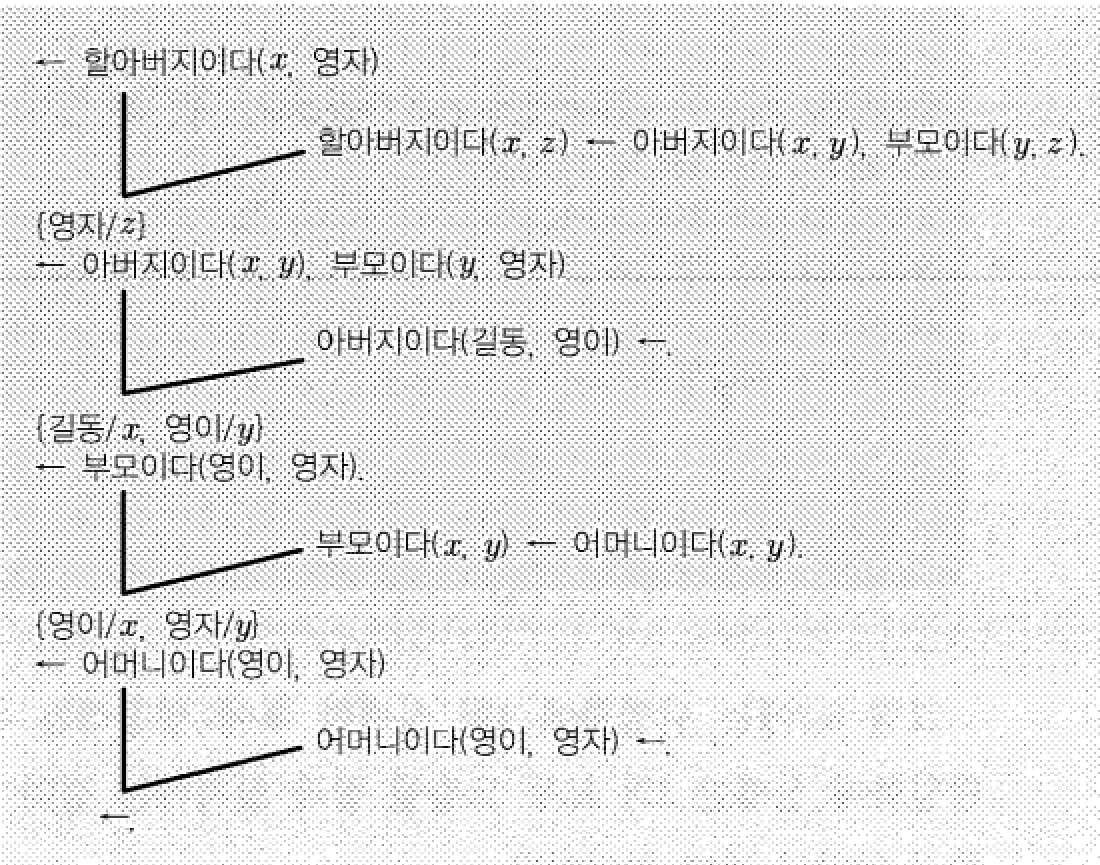 ← 할아버지이다(x, 영자)
할아버지이다(x, z) ← 아버지이다(x, y), 부모이다(y, z).
{영자/z}
← 아버지이다(x, y), 부모이다(y, 영자)
아버지이다(길동, 영이) ←.
{길동/x, 영이/y}
← 부모이다(영이, 영자).
부모이다(x, y) ← 어머니이다(x, y).
{영이/x, 영자/y}
← 어머니이다(영이, 영자)
어머니이다(영이, 영자) ←.
←.